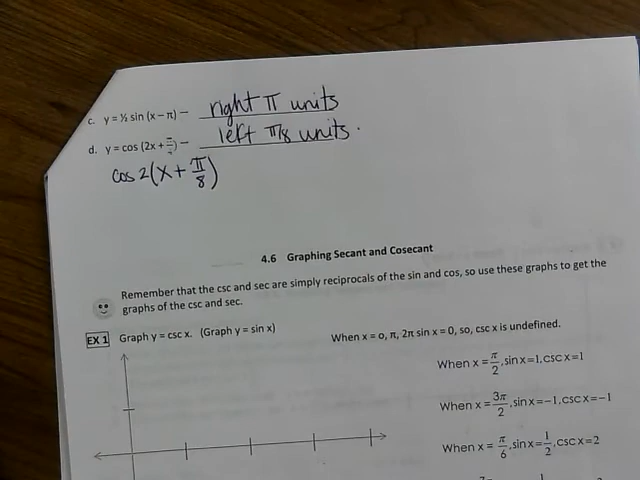 c. y = ½ sin (x − π) − right π units
d. y = cos (2x + π/4) − left π/8 units.
cos 2(x + π/8)
4.6 Graphing Secant and Cosecant
Remember that the csc and sec are simply reciprocals of the sin and cos, so use these graphs to get the
graphs of the csc and sec.
EX 1 Graph y = csc x. (Graph y = sin x) When x = o, π, 2π sin x = 0, so, csc x is undefined.
When x = π/2, sin x = 1, csc x = 1
When x = 3π/2, sin x = −1, csc x = −1
When x = π/6, sin x = 1/2, csc x = 2